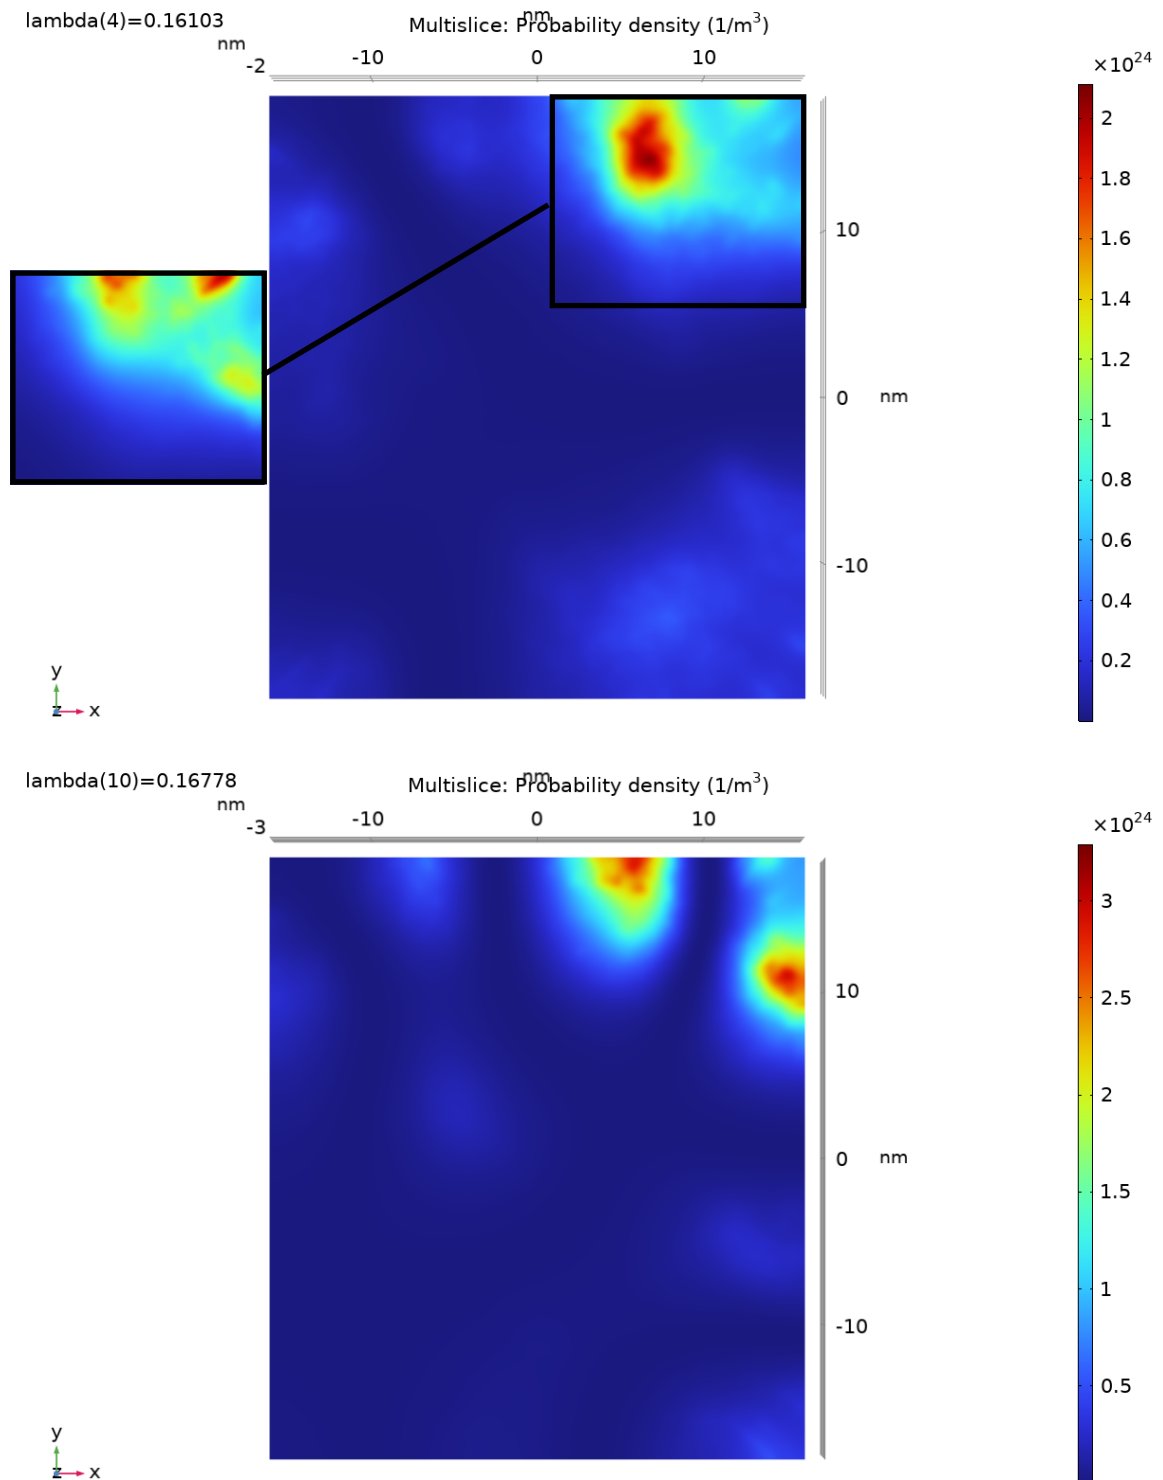 lambda(4)=0.16103
Multislice: Probability density (1/m³)
nm
nm
-2
-10
0
10
×10²⁴
2
1.8
1.6
1.4
1.2
1
0.8
0.6
0.4
0.2
10
0
nm
-10
y
z
x
lambda(10)=0.16778
Multislice: Probability density (1/m³)
nm
nm
-3
-10
0
10
×10²⁴
3
2.5
2
1.5
1
0.5
10
0
nm
-10
y
z
x